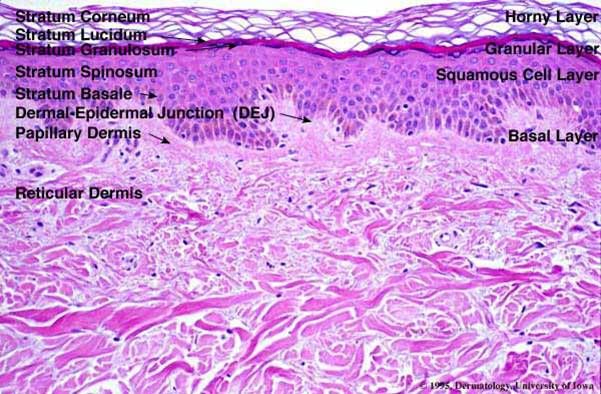 Stratum Corneum
Horny Layer
Stratum Lucidum
Stratum Granulosum
Granular Layer
Stratum Spinosum
Squamous Cell Layer
Stratum Basale
Dermal-Epidermal Junction (DEJ)
Papillary Dermis
Basal Layer
Reticular Dermis
© 1995, Dermatology, University of Iowa